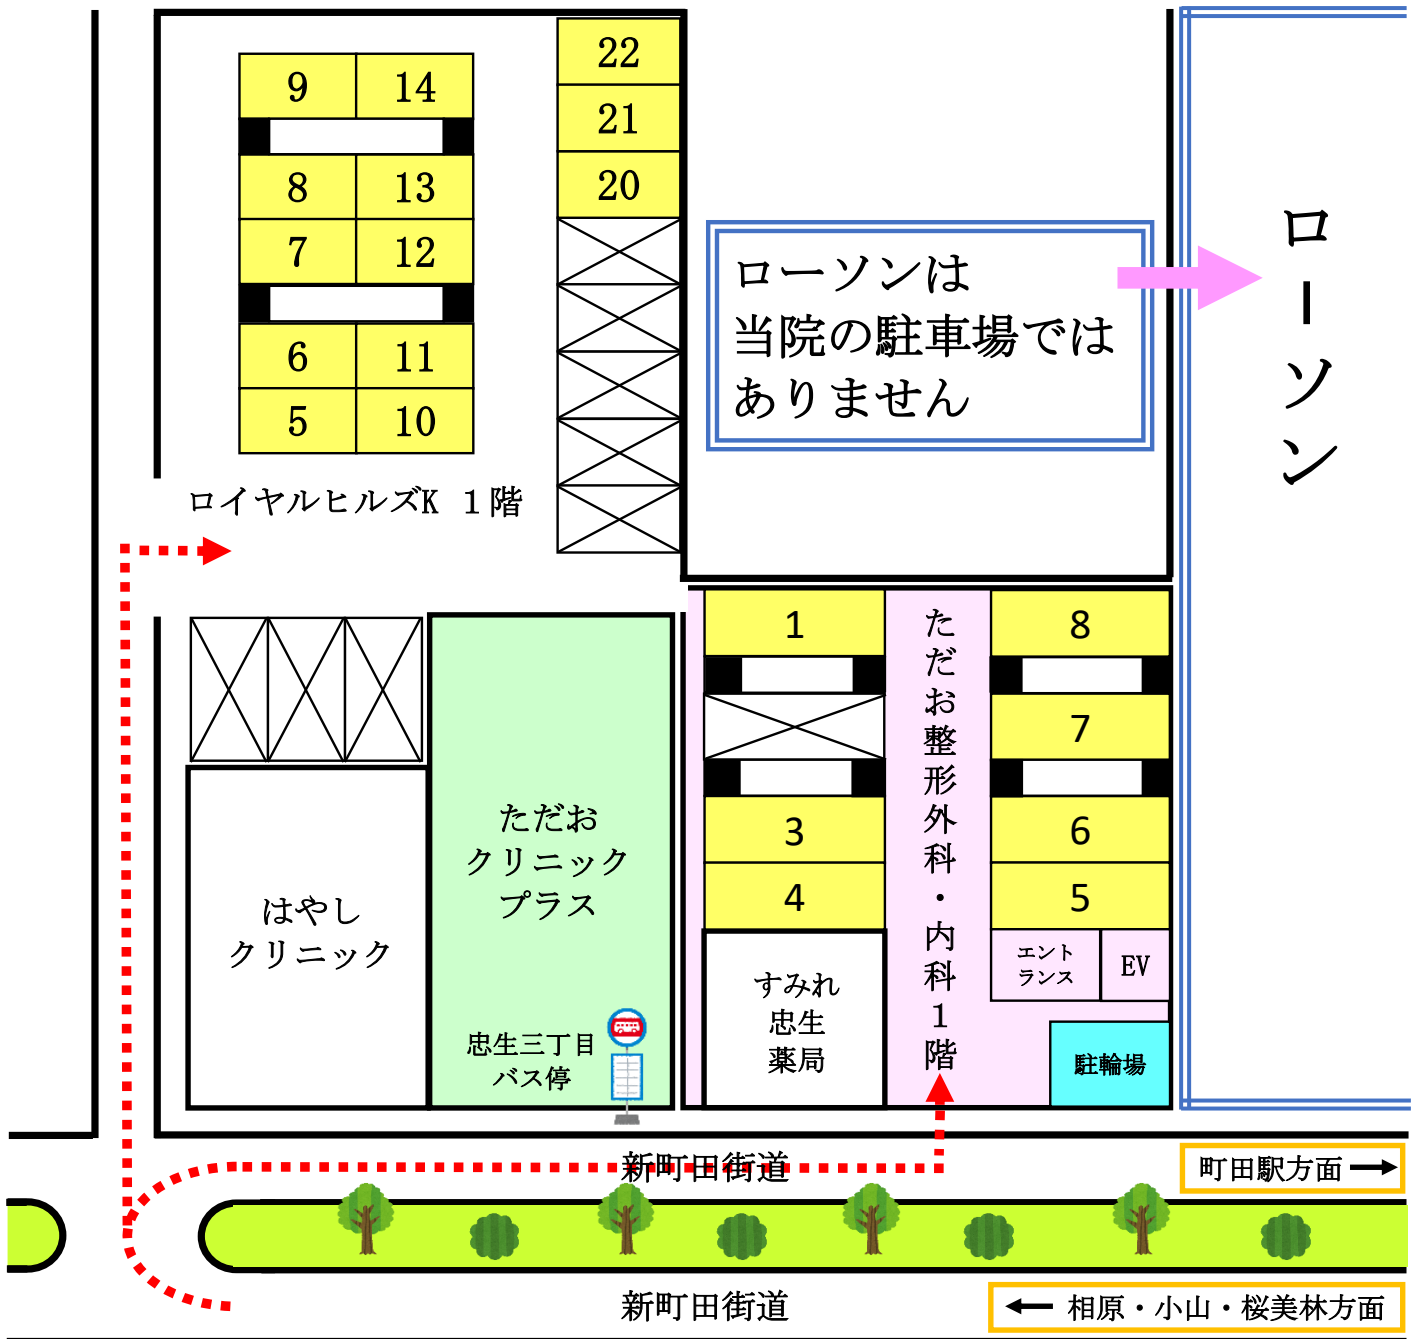 9 14
8 13
7 12
6 11
5 10
22
21
20
ロイヤルヒルズK １階
ローソンは
当院の駐車場では
ありません
ローソン
1
3
4
ただお整形外科・内科１階
8
7
6
5
エント
ランス
EV
駐輪場
すみれ
忠生
薬局
ただお
クリニック
プラス
忠生三丁目
バス停
はやし
クリニック
新町田街道
町田駅方面→
新町田街道
←相原・小山・桜美林方面